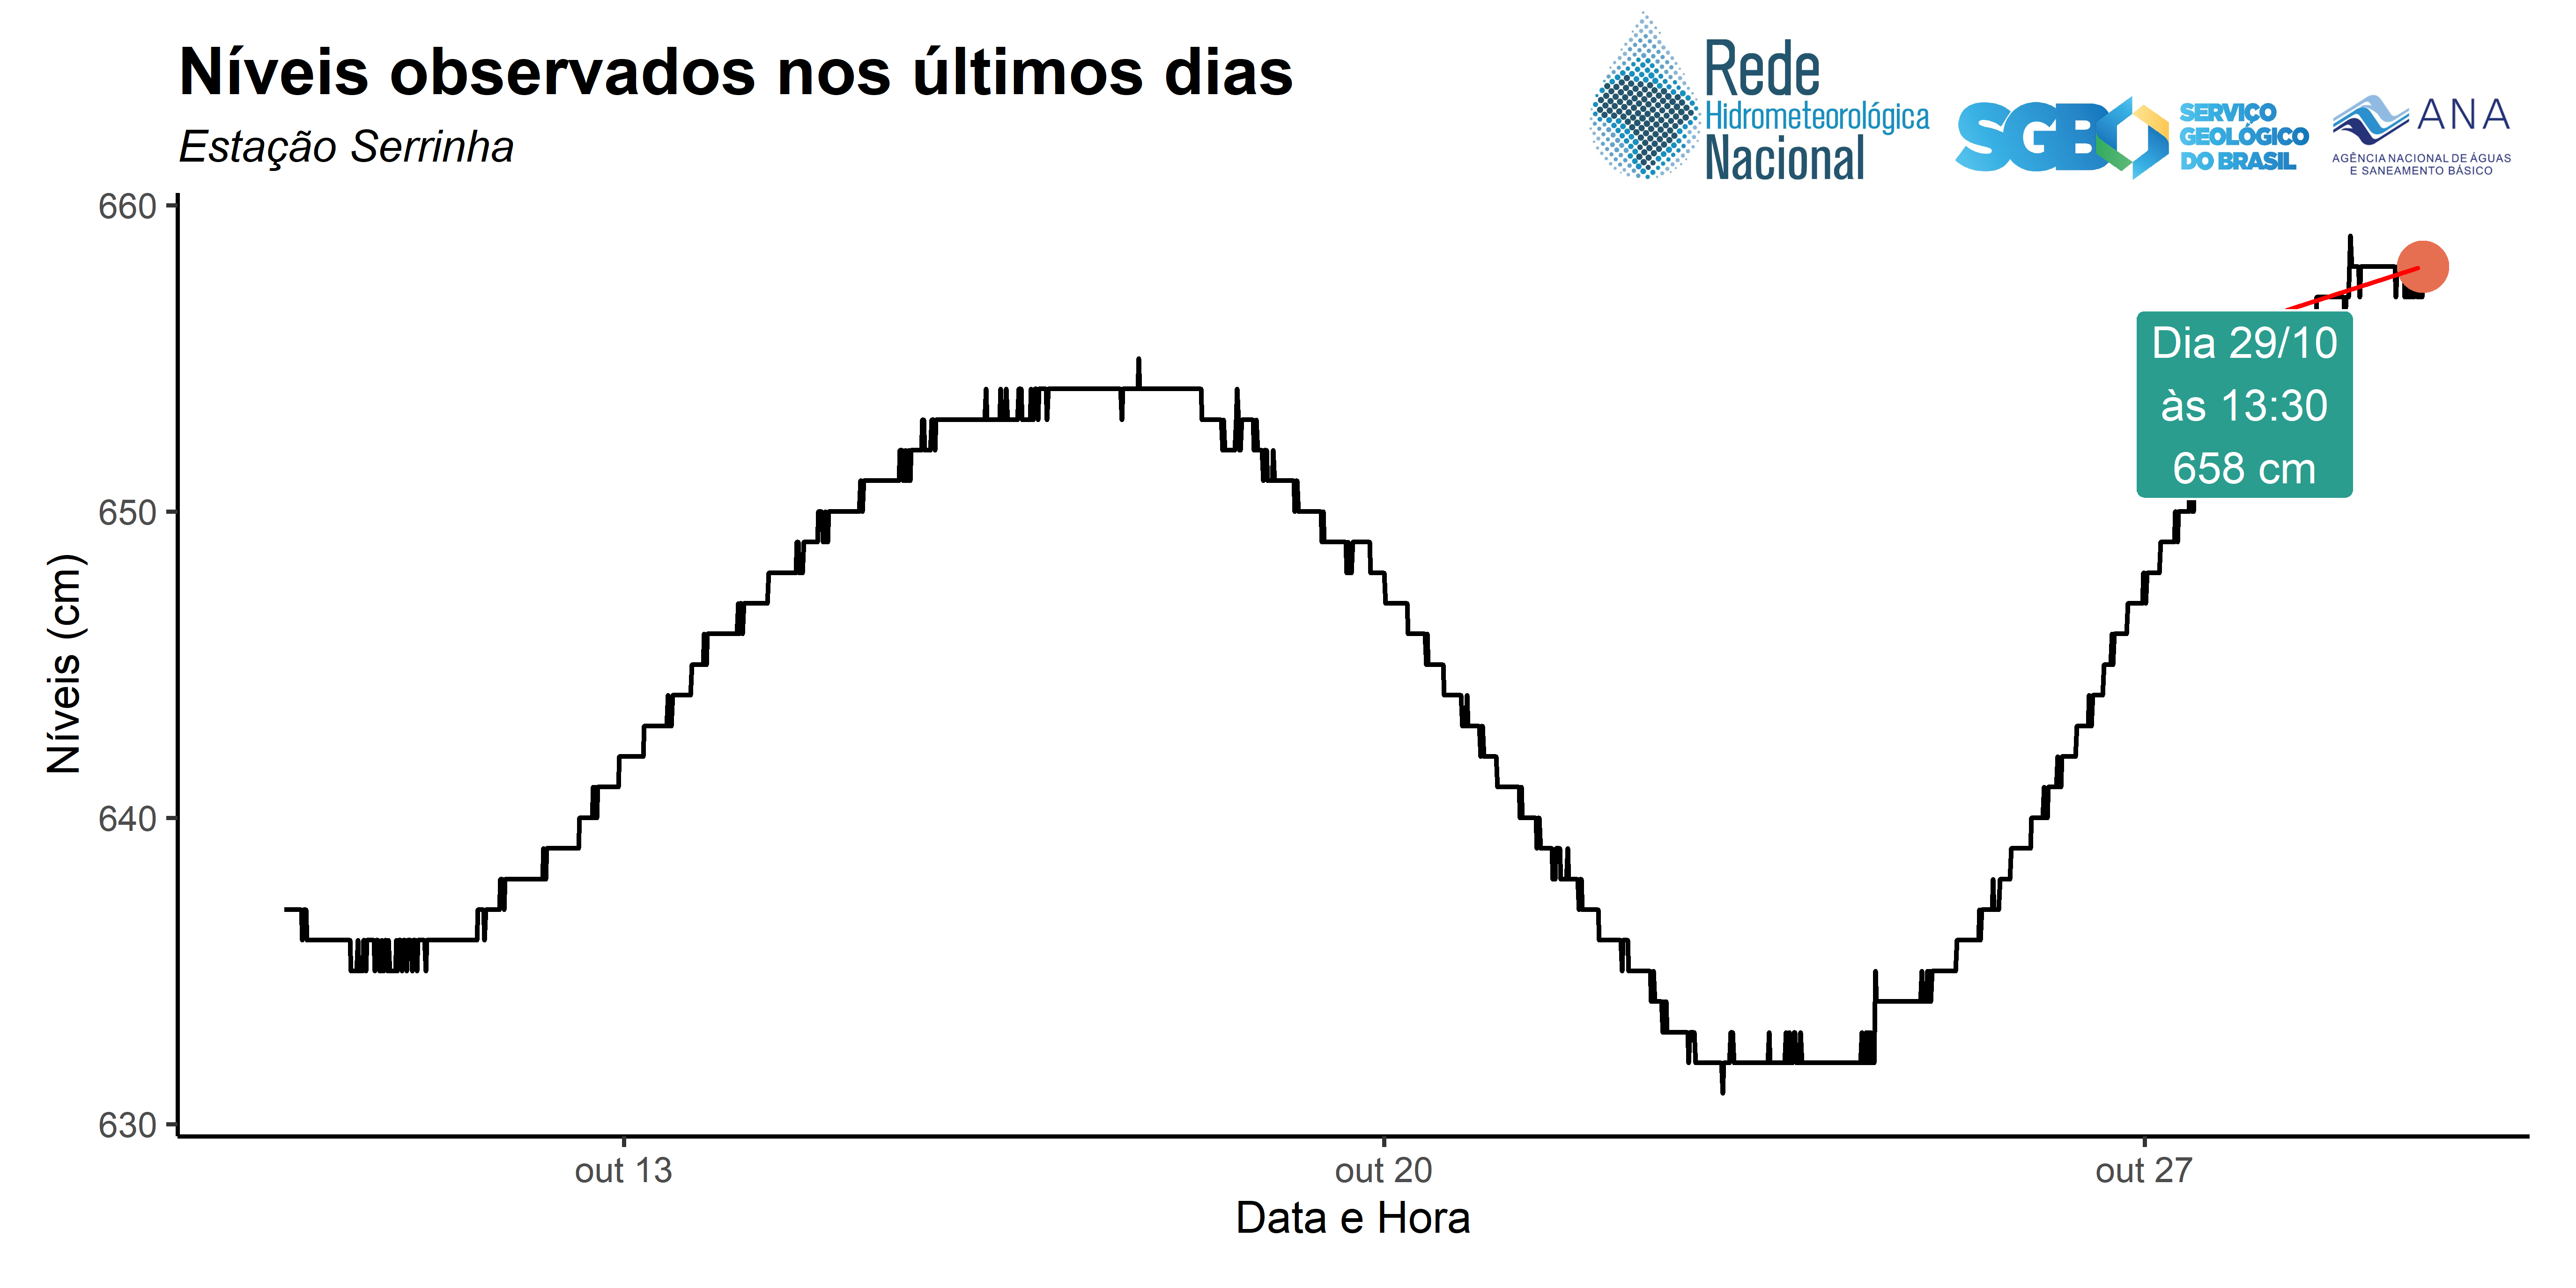 Níveis observados nos últimos dias
Estação Serrinha
Rede
Hidrometeorológica
Nacional
SGB
SERVIÇO
GEOLÓGICO
DO BRASIL
ANA
AGÊNCIA NACIONAL DE ÁGUAS
E SANEAMENTO BÁSICO
Níveis (cm)
660
650
640
630
Dia 29/10
às 13:30
658 cm
out 13
out 20
out 27
Data e Hora